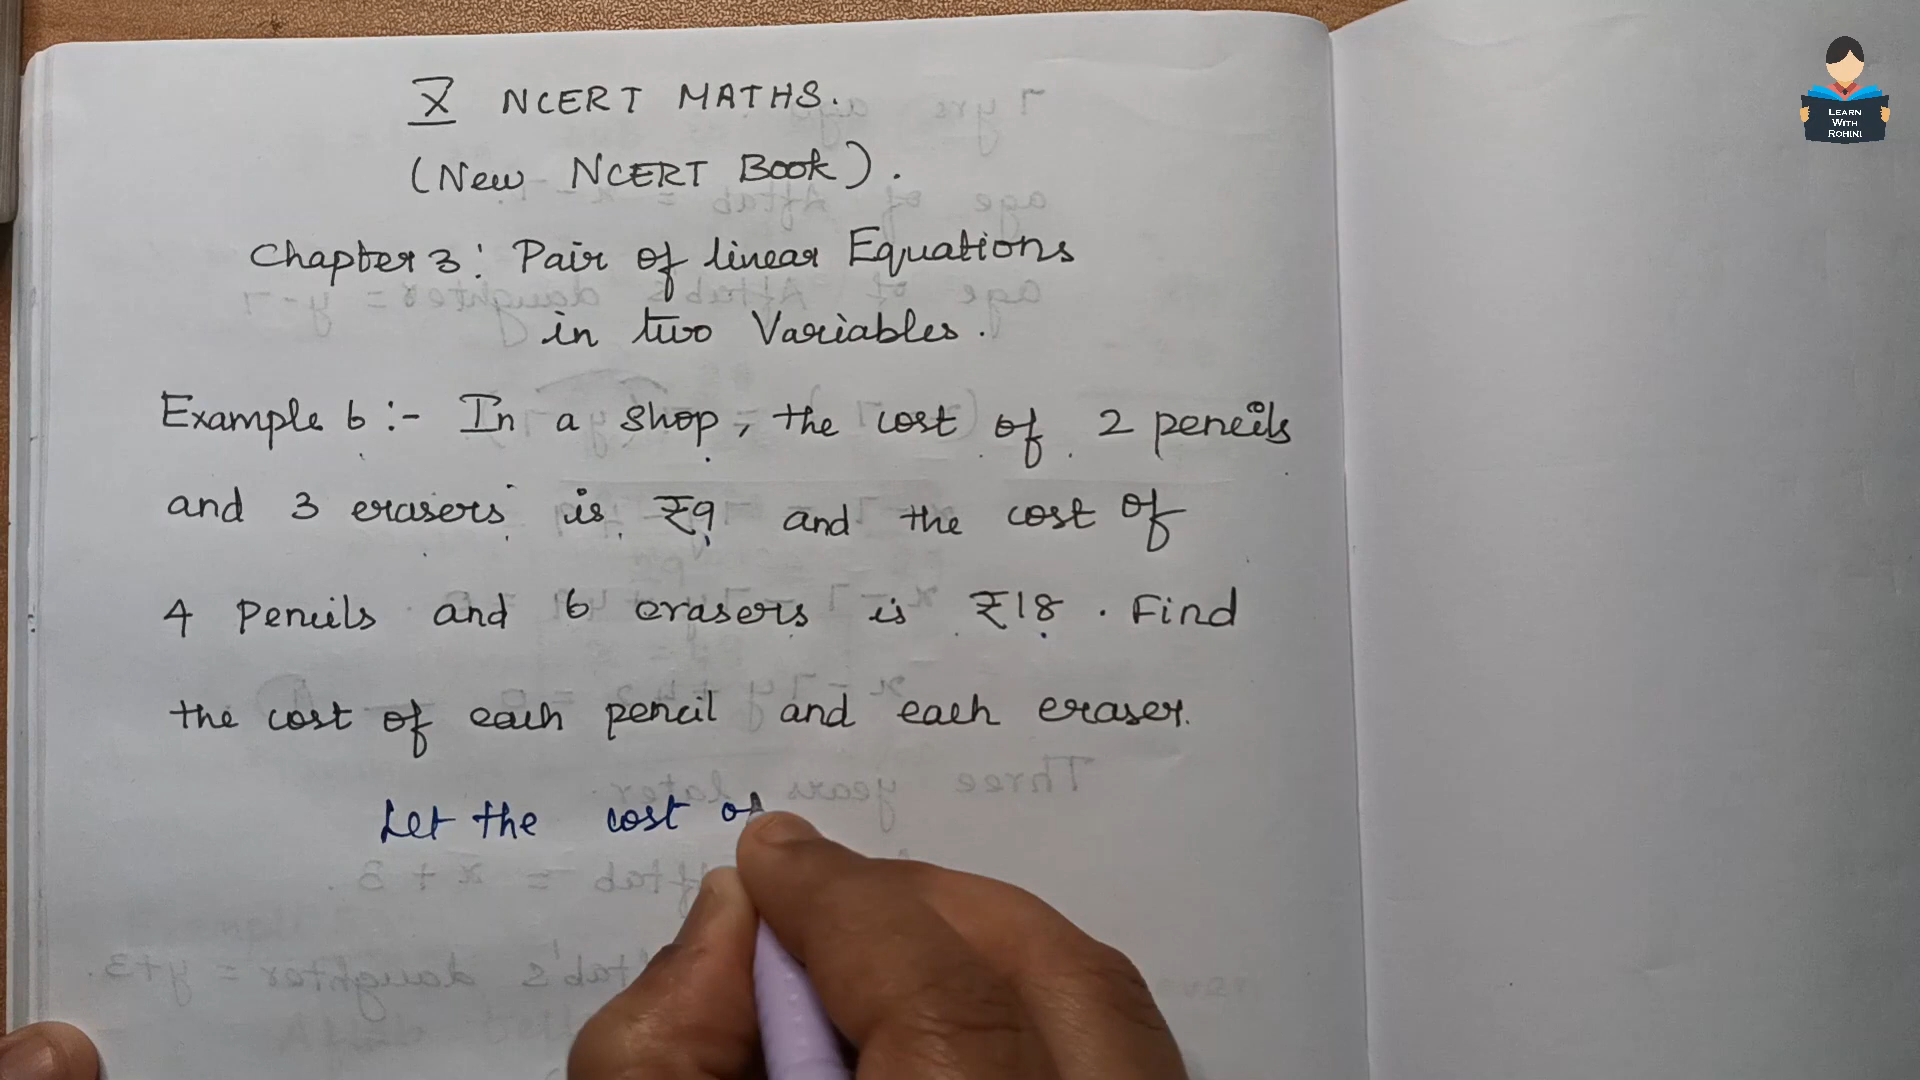 X NCERT MATHS.
(New NCERT Book).
Chapter 3: Pair of linear Equations
in two Variables.
Example 6:- In a shop, the cost of 2 pencils
and 3 erasers is ₹9 and the cost of
4 pencils and 6 erasers is ₹18. Find
the cost of each pencil and each eraser.
Let the cost of
LEARN
WITH
ROHINI